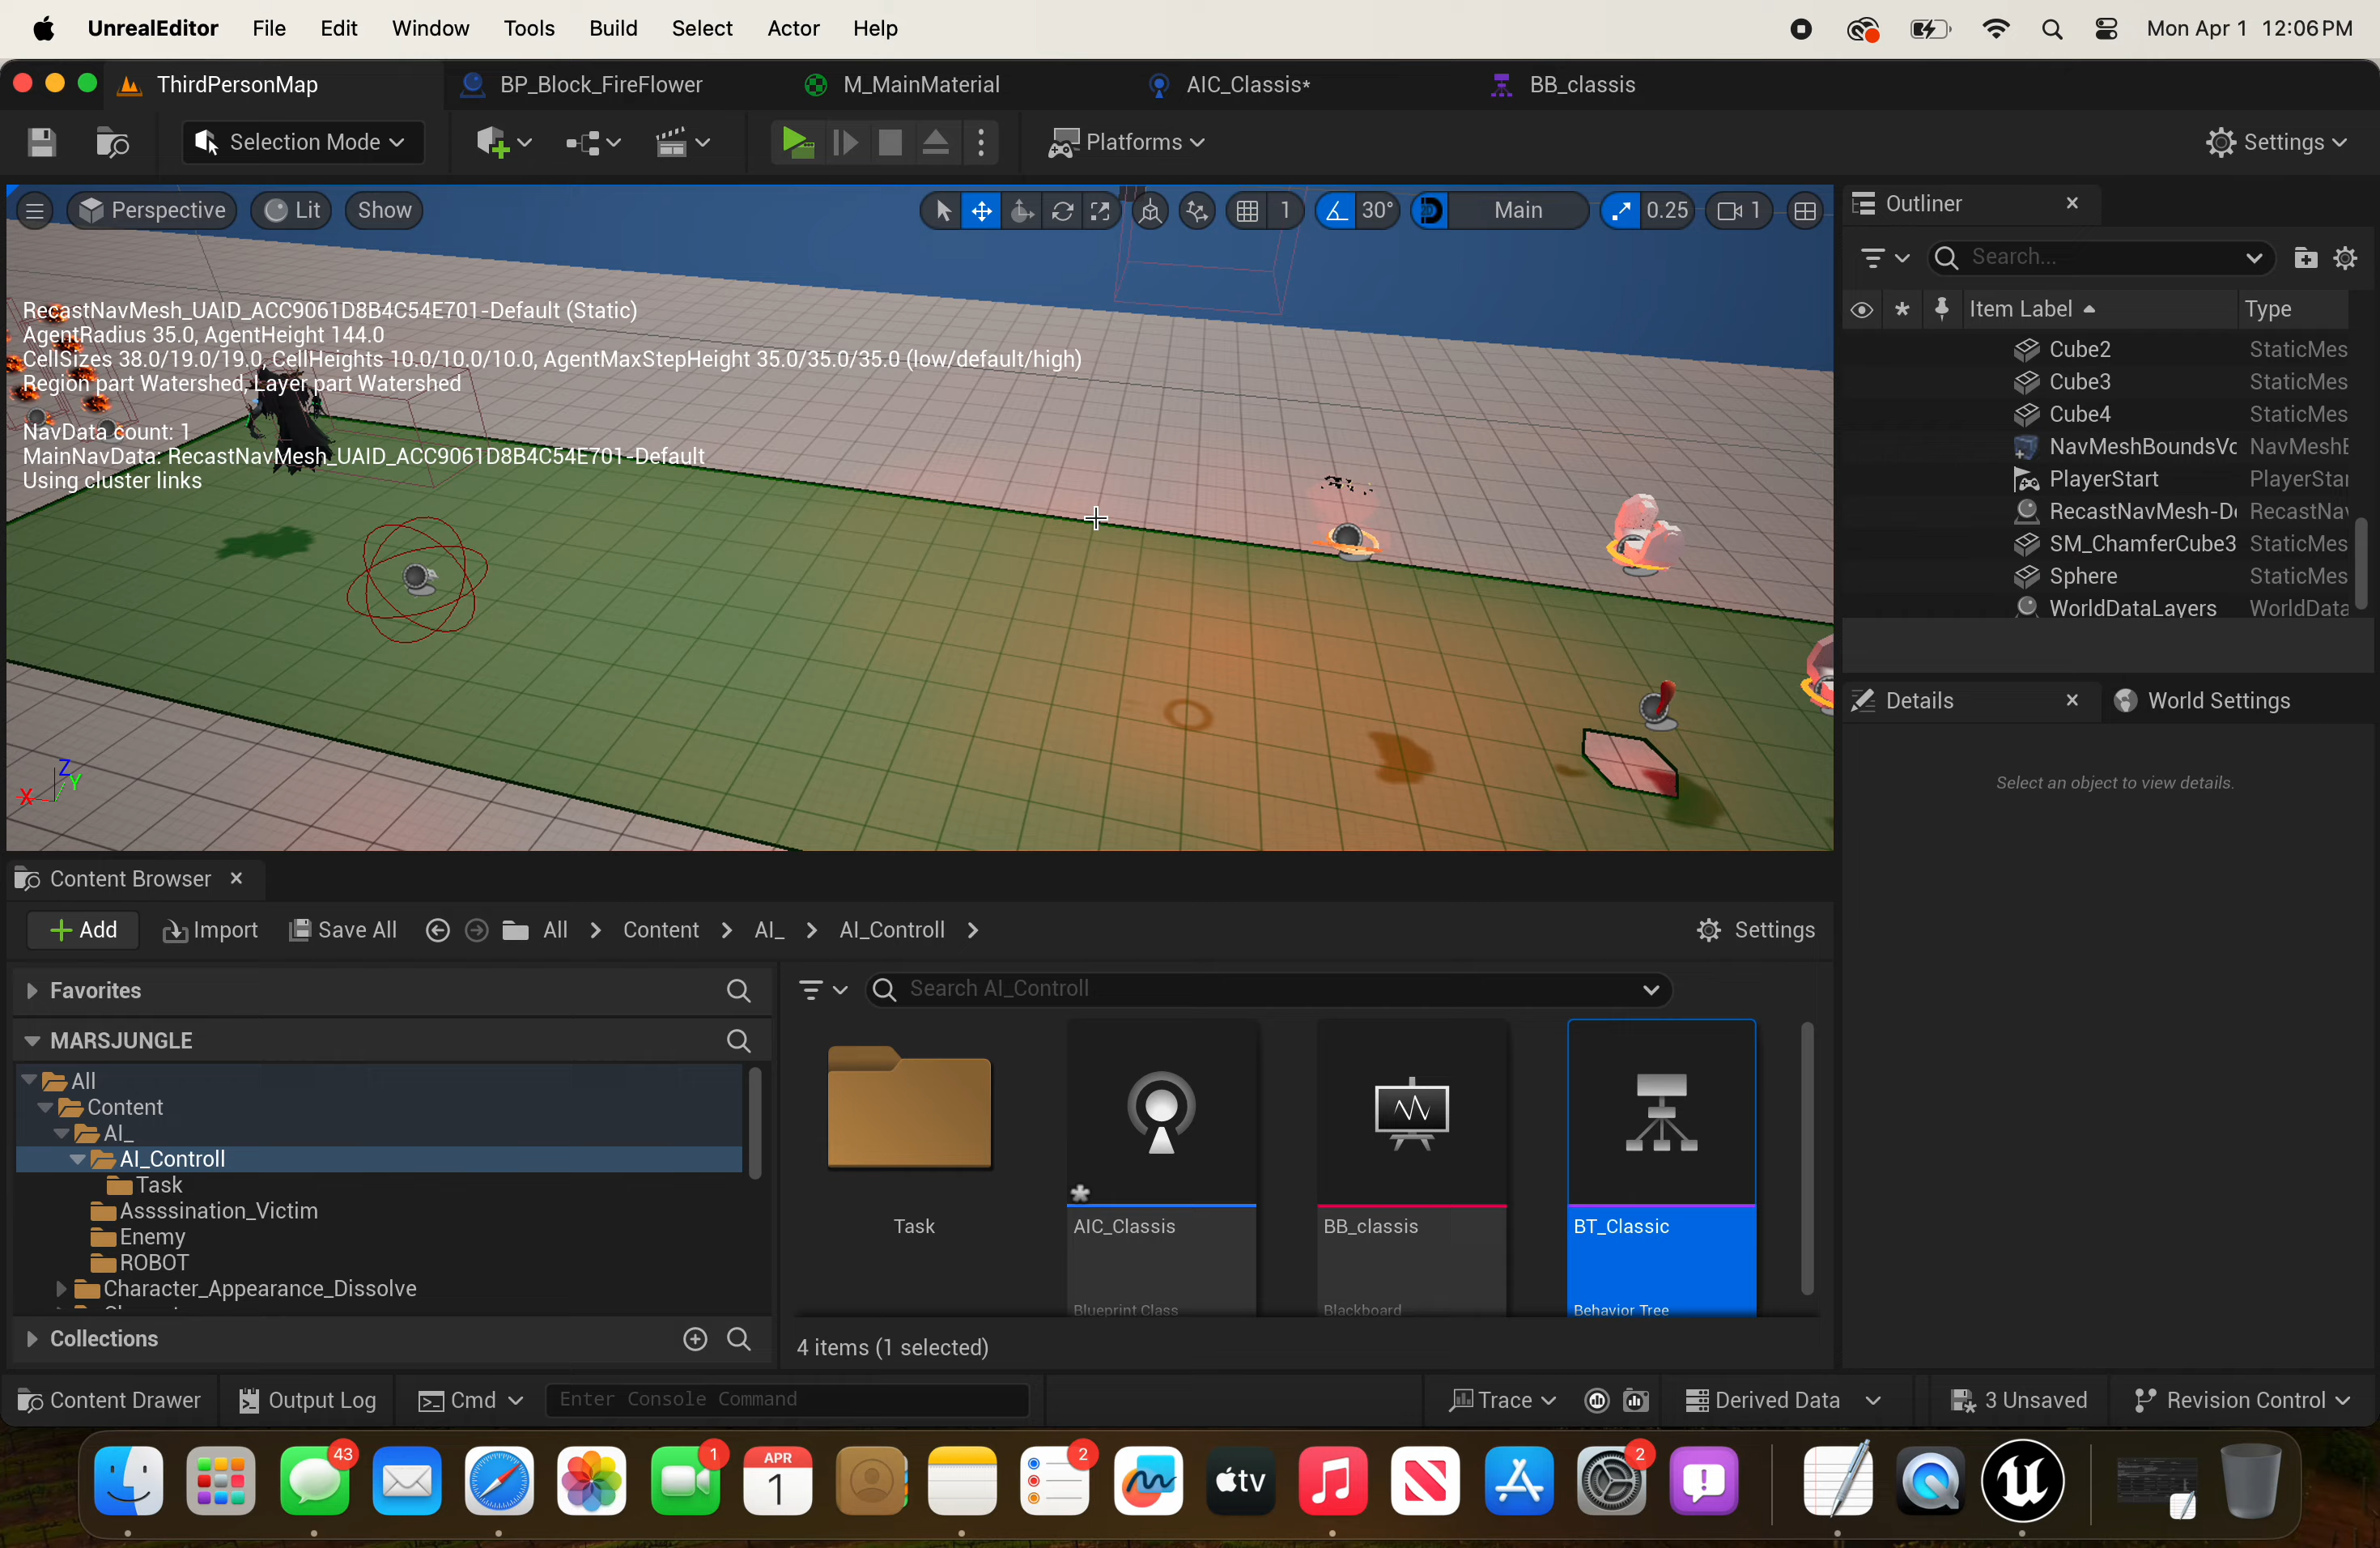 UnrealEditor File Edit Window Tools Build Select Actor Help Mon Apr 1 12:06 PM
ThirdPersonMap BP_Block_FireFlower M_MainMaterial AIC_Classis* BB_classis
Selection Mode Platforms Settings
Perspective Lit Show 1 30° Main 0.25 1
Outliner
Search...
Item Label Type
Cube2 StaticMes
Cube3 StaticMes
Cube4 StaticMes
NavMeshBoundsVo NavMeshB
PlayerStart PlayerStar
RecastNavMesh-De RecastNav
SM_ChamferCube3 StaticMes
Sphere StaticMes
WorldDataLayers WorldData
RecastNavMesh_UAID_ACC9061D8B4C54E701-Default (Static)
AgentRadius 35.0, AgentHeight 144.0
CellSizes 38.0/19.0/19.0, CellHeights 10.0/10.0/10.0, AgentMaxStepHeight 35.0/35.0/35.0 (low/default/high)
Region part Watershed, Layer part Watershed
NavData count: 1
MainNavData: RecastNavMesh_UAID_ACC9061D8B4C54E701-Default
Using cluster links
Z
Y
X
Details World Settings
Select an object to view details.
Content Browser
Add Import Save All All Content AI_ AI_Controll Settings
Favorites
Search AI_Controll
MARSJUNGLE
All
Content
AI_
AI_Controll
Task
Assssination_Victim
Enemy
ROBOT
Character_Appearance_Dissolve
Collections
Task
AIC_Classis
Blueprint Class
BB_classis
Blackboard
BT_Classic
Behavior Tree
4 items (1 selected)
Content Drawer Output Log Cmd Enter Console Command Trace Derived Data 3 Unsaved Revision Control
43 1 APR 1 2 tv 2